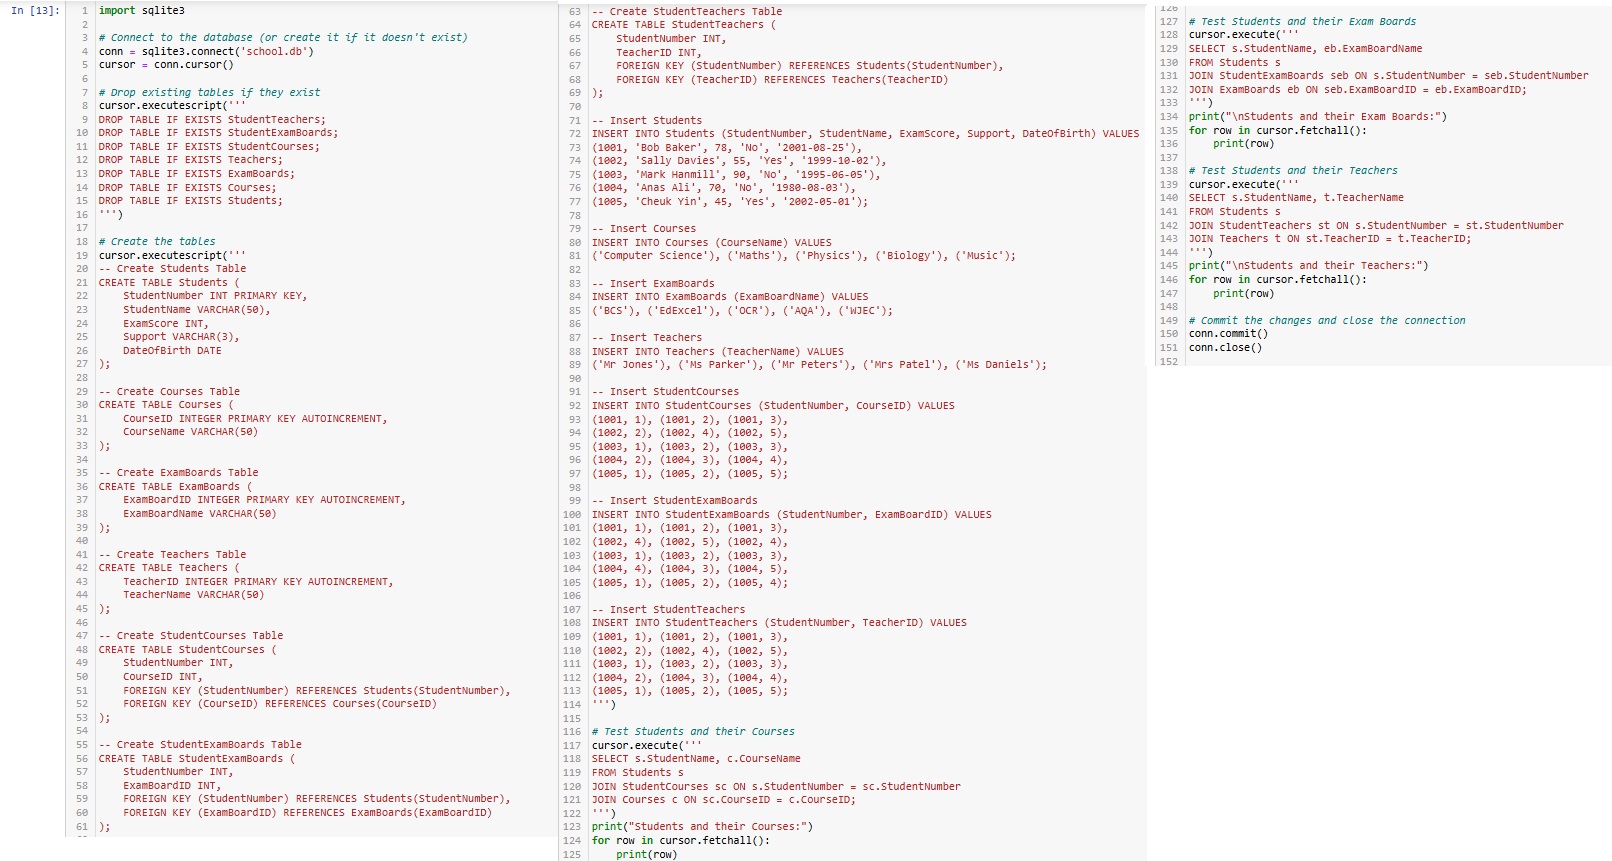 In [13]:
1 import sqlite3
2
3 # Connect to the database (or create it if it doesn't exist)
4 conn = sqlite3.connect('school.db')
5 cursor = conn.cursor()
6
7 # Drop existing tables if they exist
8 cursor.executescript('''
9 DROP TABLE IF EXISTS StudentTeachers;
10 DROP TABLE IF EXISTS StudentExamBoards;
11 DROP TABLE IF EXISTS StudentCourses;
12 DROP TABLE IF EXISTS Teachers;
13 DROP TABLE IF EXISTS ExamBoards;
14 DROP TABLE IF EXISTS Courses;
15 DROP TABLE IF EXISTS Students;
16 ''')
17
18 # Create the tables
19 cursor.executescript('''
20 -- Create Students Table
21 CREATE TABLE Students (
22     StudentNumber INT PRIMARY KEY,
23     StudentName VARCHAR(50),
24     ExamScore INT,
25     Support VARCHAR(3),
26     DateOfBirth DATE
27 );
28
29 -- Create Courses Table
30 CREATE TABLE Courses (
31     CourseID INTEGER PRIMARY KEY AUTOINCREMENT,
32     CourseName VARCHAR(50)
33 );
34
35 -- Create ExamBoards Table
36 CREATE TABLE ExamBoards (
37     ExamBoardID INTEGER PRIMARY KEY AUTOINCREMENT,
38     ExamBoardName VARCHAR(50)
39 );
40
41 -- Create Teachers Table
42 CREATE TABLE Teachers (
43     TeacherID INTEGER PRIMARY KEY AUTOINCREMENT,
44     TeacherName VARCHAR(50)
45 );
46
47 -- Create StudentCourses Table
48 CREATE TABLE StudentCourses (
49     StudentNumber INT,
50     CourseID INT,
51     FOREIGN KEY (StudentNumber) REFERENCES Students(StudentNumber),
52     FOREIGN KEY (CourseID) REFERENCES Courses(CourseID)
53 );
54
55 -- Create StudentExamBoards Table
56 CREATE TABLE StudentExamBoards (
57     StudentNumber INT,
58     ExamBoardID INT,
59     FOREIGN KEY (StudentNumber) REFERENCES Students(StudentNumber),
60     FOREIGN KEY (ExamBoardID) REFERENCES ExamBoards(ExamBoardID)
61 );
63 -- Create StudentTeachers Table
64 CREATE TABLE StudentTeachers (
65     StudentNumber INT,
66     TeacherID INT,
67     FOREIGN KEY (StudentNumber) REFERENCES Students(StudentNumber),
68     FOREIGN KEY (TeacherID) REFERENCES Teachers(TeacherID)
69 );
70
71 -- Insert Students
72 INSERT INTO Students (StudentNumber, StudentName, ExamScore, Support, DateOfBirth) VALUES
73 (1001, 'Bob Baker', 78, 'No', '2001-08-25'),
74 (1002, 'Sally Davies', 55, 'Yes', '1999-10-02'),
75 (1003, 'Mark Hanmill', 90, 'No', '1995-06-05'),
76 (1004, 'Anas Ali', 70, 'No', '1980-08-03'),
77 (1005, 'Cheuk Yin', 45, 'Yes', '2002-05-01');
78
79 -- Insert Courses
80 INSERT INTO Courses (CourseName) VALUES
81 ('Computer Science'), ('Maths'), ('Physics'), ('Biology'), ('Music');
82
83 -- Insert ExamBoards
84 INSERT INTO ExamBoards (ExamBoardName) VALUES
85 ('BCS'), ('EdExcel'), ('OCR'), ('AQA'), ('WJEC');
86
87 -- Insert Teachers
88 INSERT INTO Teachers (TeacherName) VALUES
89 ('Mr Jones'), ('Ms Parker'), ('Mr Peters'), ('Mrs Patel'), ('Ms Daniels');
90
91 -- Insert StudentCourses
92 INSERT INTO StudentCourses (StudentNumber, CourseID) VALUES
93 (1001, 1), (1001, 2), (1001, 3),
94 (1002, 2), (1002, 4), (1002, 5),
95 (1003, 1), (1003, 2), (1003, 3),
96 (1004, 2), (1004, 3), (1004, 4),
97 (1005, 1), (1005, 2), (1005, 5);
98
99 -- Insert StudentExamBoards
100 INSERT INTO StudentExamBoards (StudentNumber, ExamBoardID) VALUES
101 (1001, 1), (1001, 2), (1001, 3),
102 (1002, 4), (1002, 5), (1002, 4),
103 (1003, 1), (1003, 2), (1003, 3),
104 (1004, 4), (1004, 3), (1004, 5),
105 (1005, 1), (1005, 2), (1005, 4);
106
107 -- Insert StudentTeachers
108 INSERT INTO StudentTeachers (StudentNumber, TeacherID) VALUES
109 (1001, 1), (1001, 2), (1001, 3),
110 (1002, 2), (1002, 4), (1002, 5),
111 (1003, 1), (1003, 2), (1003, 3),
112 (1004, 2), (1004, 3), (1004, 4),
113 (1005, 1), (1005, 2), (1005, 5);
114 ''')
115
116 # Test Students and their Courses
117 cursor.execute('''
118 SELECT s.StudentName, c.CourseName
119 FROM Students s
120 JOIN StudentCourses sc ON s.StudentNumber = sc.StudentNumber
121 JOIN Courses c ON sc.CourseID = c.CourseID;
122 ''')
123 print("Students and their Courses:")
124 for row in cursor.fetchall():
125     print(row)
126
127 # Test Students and their Exam Boards
128 cursor.execute('''
129 SELECT s.StudentName, eb.ExamBoardName
130 FROM Students s
131 JOIN StudentExamBoards seb ON s.StudentNumber = seb.StudentNumber
132 JOIN ExamBoards eb ON seb.ExamBoardID = eb.ExamBoardID;
133 ''')
134 print("\nStudents and their Exam Boards:")
135 for row in cursor.fetchall():
136     print(row)
137
138 # Test Students and their Teachers
139 cursor.execute('''
140 SELECT s.StudentName, t.TeacherName
141 FROM Students s
142 JOIN StudentTeachers st ON s.StudentNumber = st.StudentNumber
143 JOIN Teachers t ON st.TeacherID = t.TeacherID;
144 ''')
145 print("\nStudents and their Teachers:")
146 for row in cursor.fetchall():
147     print(row)
148
149 # Commit the changes and close the connection
150 conn.commit()
151 conn.close()
152